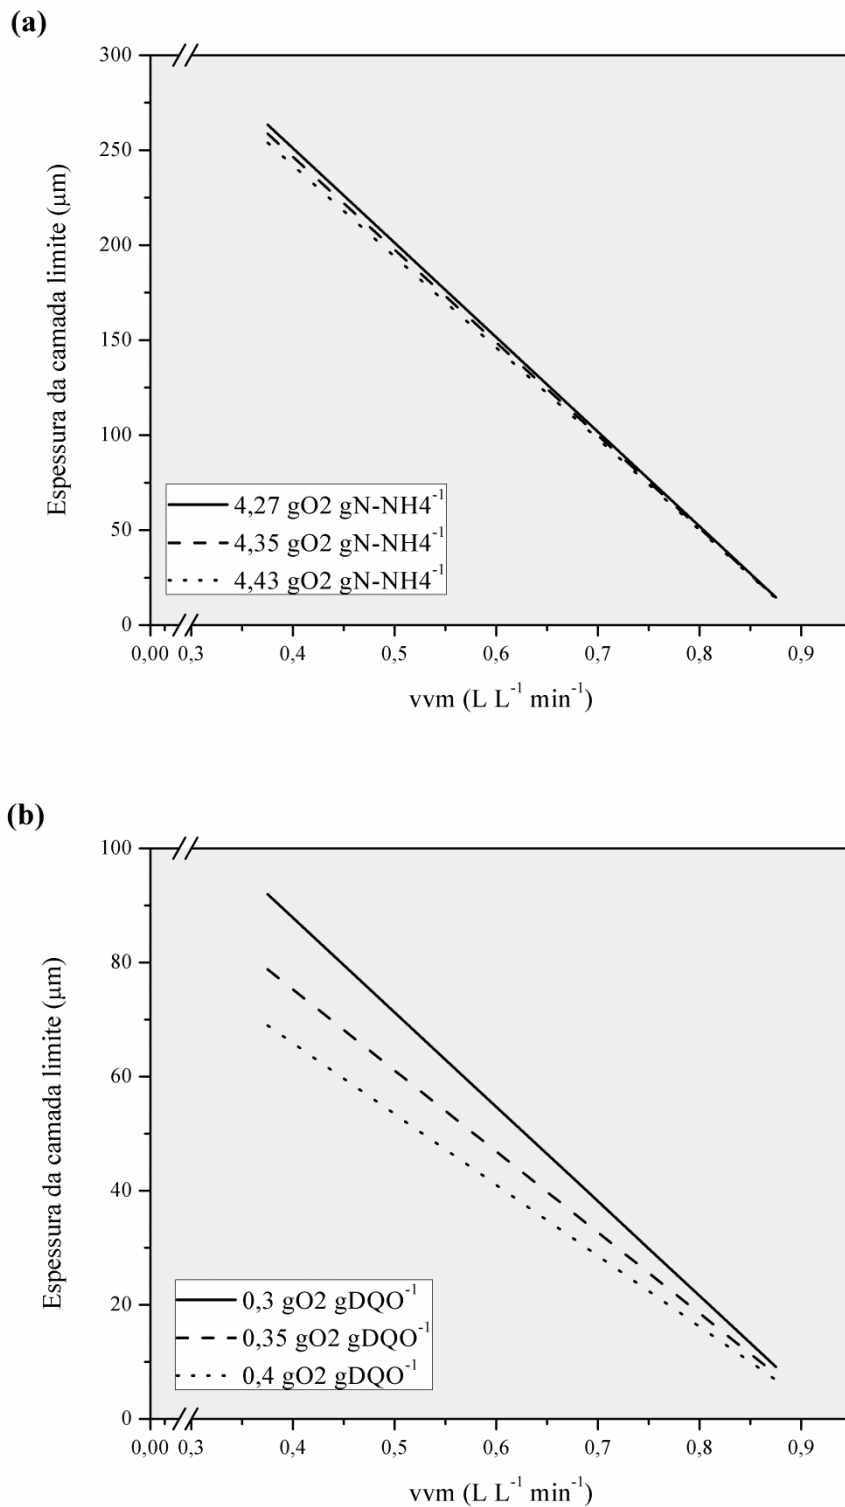 (a)
300
250
200
150
100
50
0
Espessura da camada limite (μm)
4,27 gO2 gN-NH4⁻¹
4,35 gO2 gN-NH4⁻¹
4,43 gO2 gN-NH4⁻¹
0,00 0,3 0,4 0,5 0,6 0,7 0,8 0,9
vvm (L L⁻¹ min⁻¹)
(b)
100
80
60
40
20
0
Espessura da camada limite (μm)
0,3 gO2 gDQO⁻¹
0,35 gO2 gDQO⁻¹
0,4 gO2 gDQO⁻¹
0,00 0,3 0,4 0,5 0,6 0,7 0,8 0,9
vvm (L L⁻¹ min⁻¹)